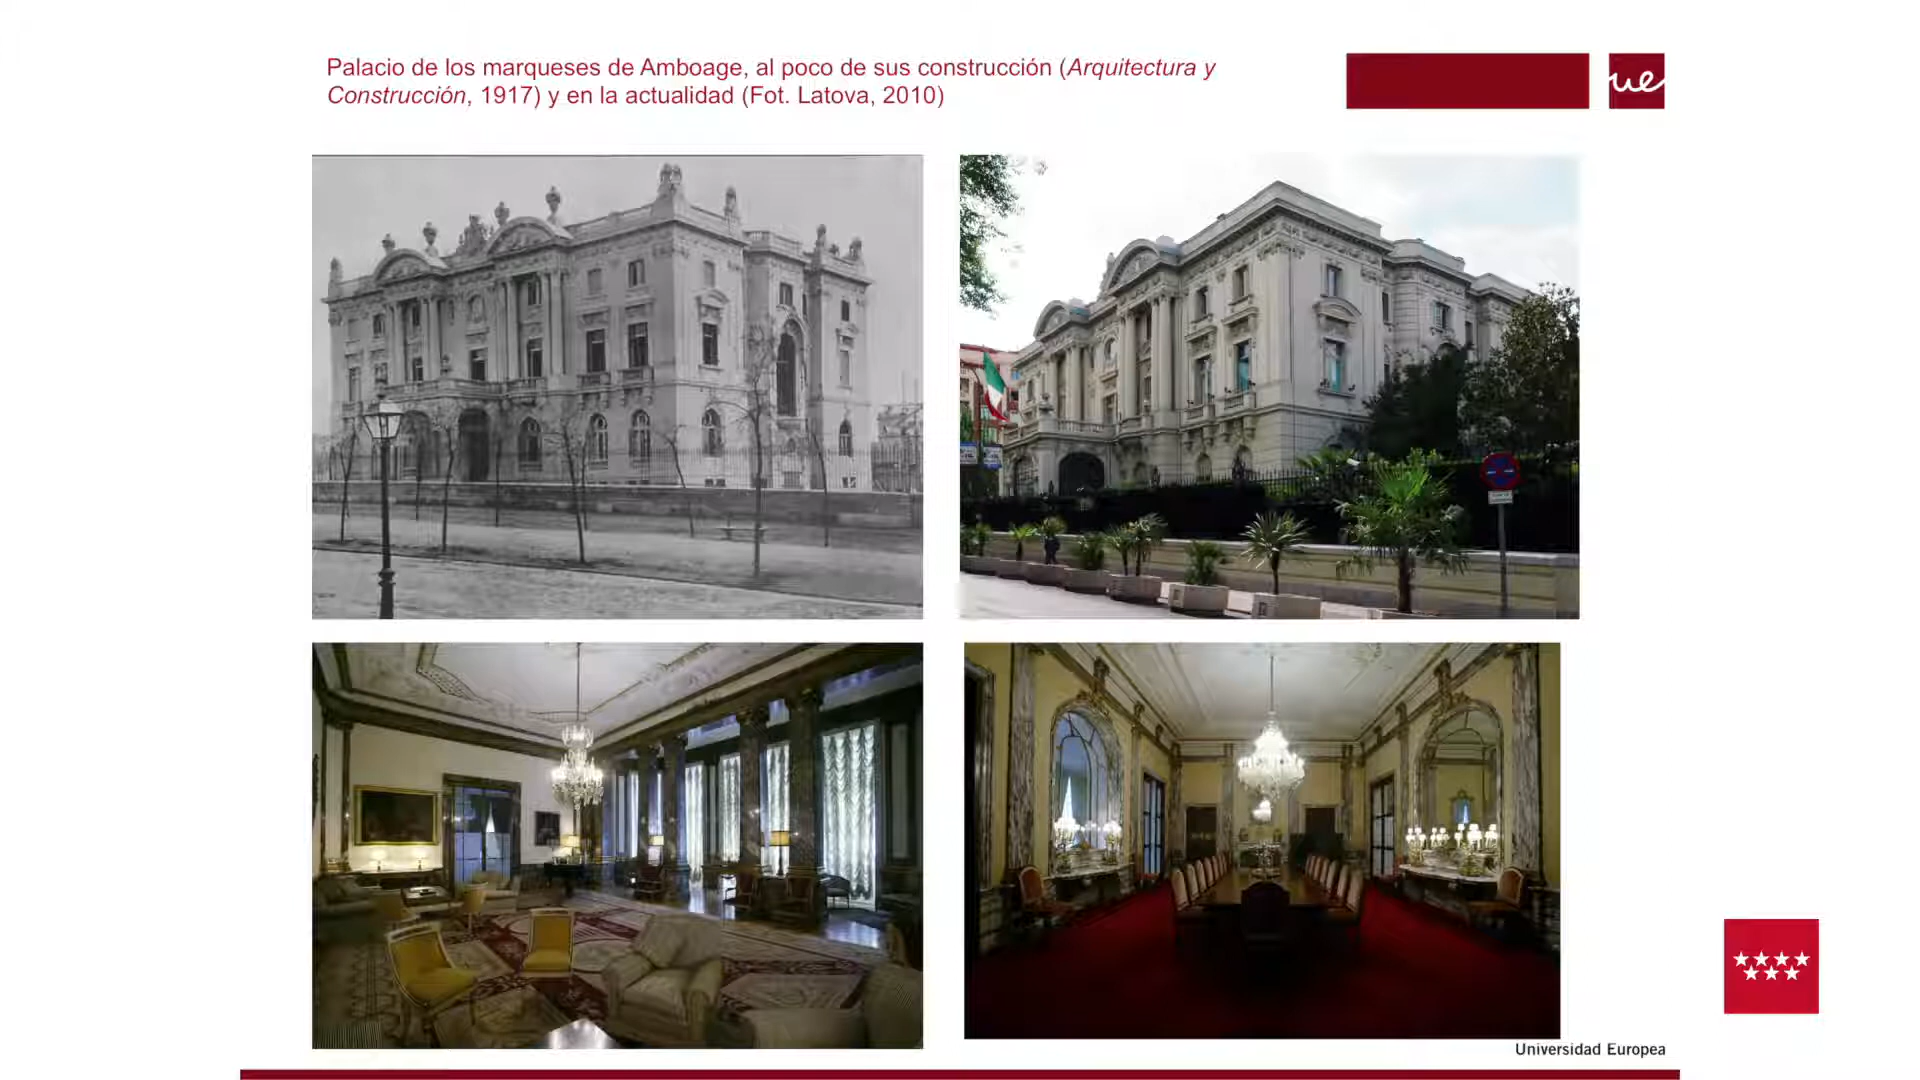 Palacio de los marqueses de Amboage, al poco de sus construcción (Arquitectura y
Construcción, 1917) y en la actualidad (Fot. Latova, 2010)
ue
Universidad Europea